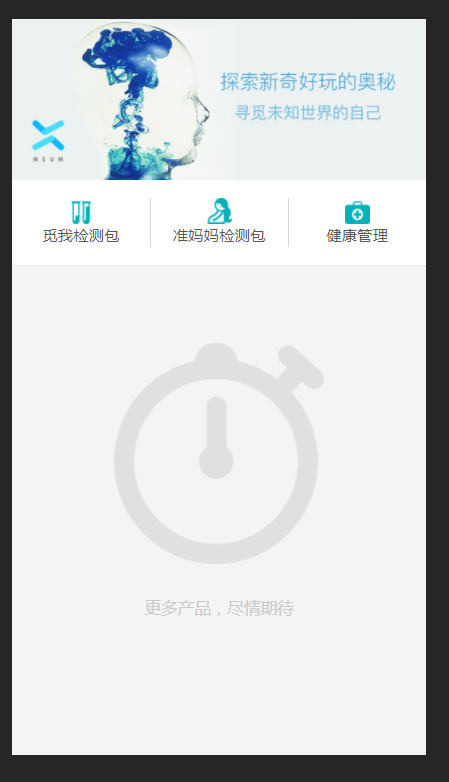 探索新奇好玩的奥秘
寻觅未知世界的自己
MEUM
觅我检测包
准妈妈检测包
健康管理
更多产品，尽情期待